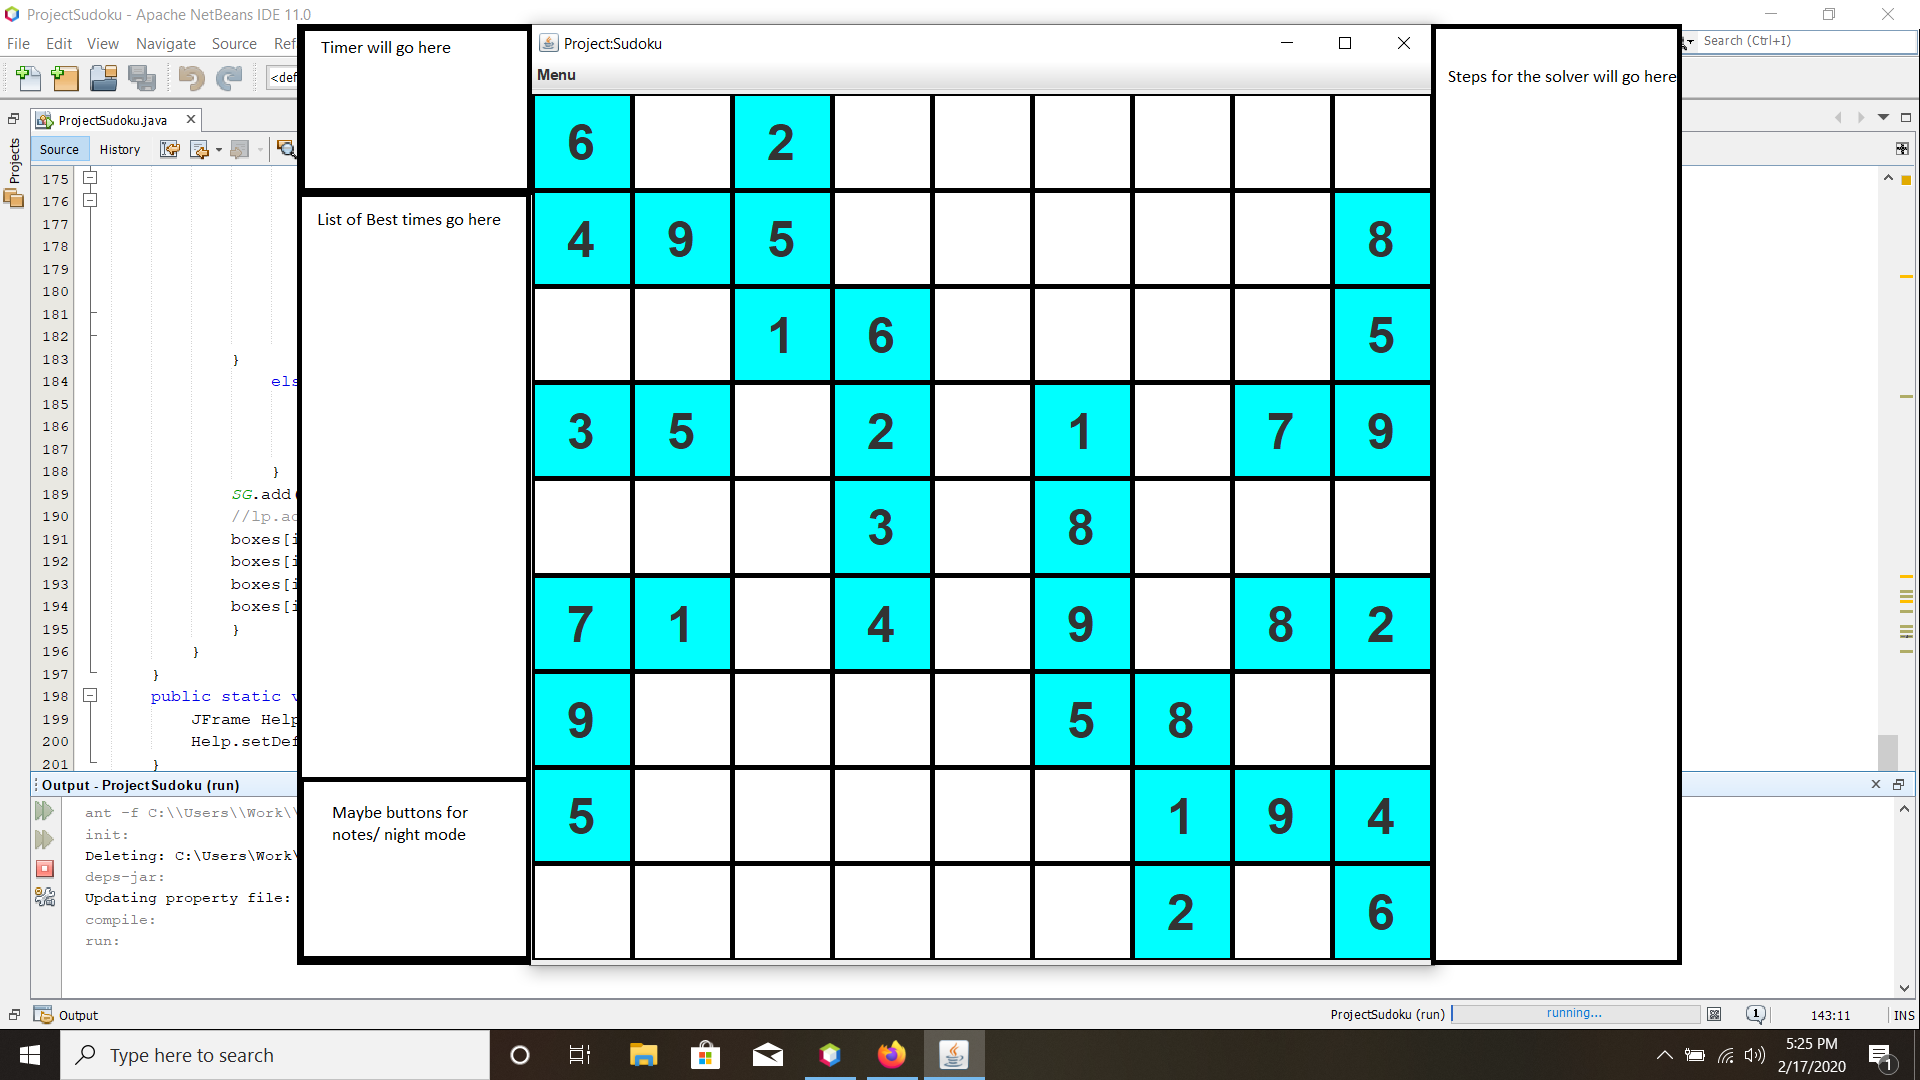 ProjectSudoku - Apache NetBeans IDE 11.0
File Edit View Navigate Source Ref
Search (Ctrl+I)
<def
ProjectSudoku.java
Projects
Source History
175
176
177
178
179
180
181
182
183 }
184 els
185
186
187
188 }
189 SG.add(
190 //lp.ad
191 boxes[i
192 boxes[i
193 boxes[i
194 boxes[i
195 }
196 }
197 }
198 public static v
199 JFrame Help
200 Help.setDef
201 }
Output - ProjectSudoku (run)
ant -f C:\\Users\\Work\\
init:
Deleting: C:\Users\Work\
deps-jar:
Updating property file:
compile:
run:
Timer will go here
List of Best times go here
Maybe buttons for
notes/ night mode
Project:Sudoku
Menu
6 2
4 9 5 8
1 6 5
3 5 2 1 7 9
3 8
7 1 4 9 8 2
9 5 8
5 1 9 4
2 6
Steps for the solver will go here
Output
ProjectSudoku (run)
running...
1
143:11
INS
Type here to search
5:25 PM
2/17/2020
1